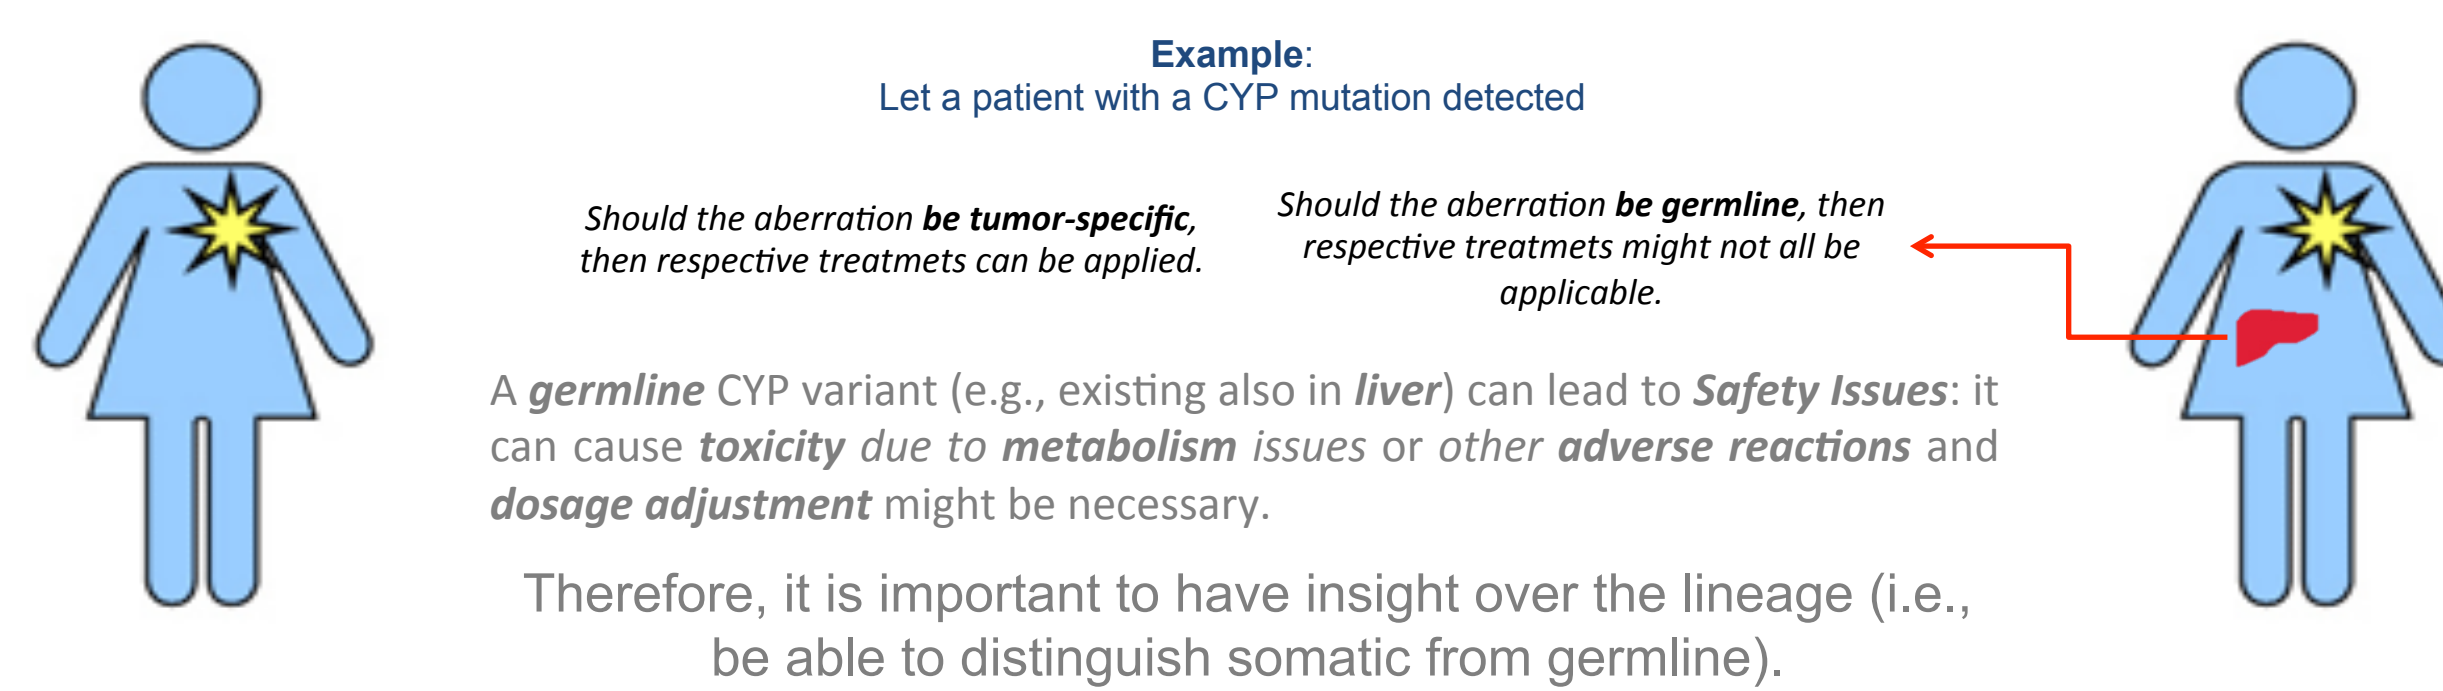 Example:
Let a patient with a CYP mutation detected
Should the aberration be tumor-specific,
then respective treatmets can be applied.
Should the aberration be germline, then
respective treatmets might not all be
applicable.
A germline CYP variant (e.g., existing also in liver) can lead to Safety Issues: it
can cause toxicity due to metabolism issues or other adverse reactions and
dosage adjustment might be necessary.
Therefore, it is important to have insight over the lineage (i.e.,
be able to distinguish somatic from germline).